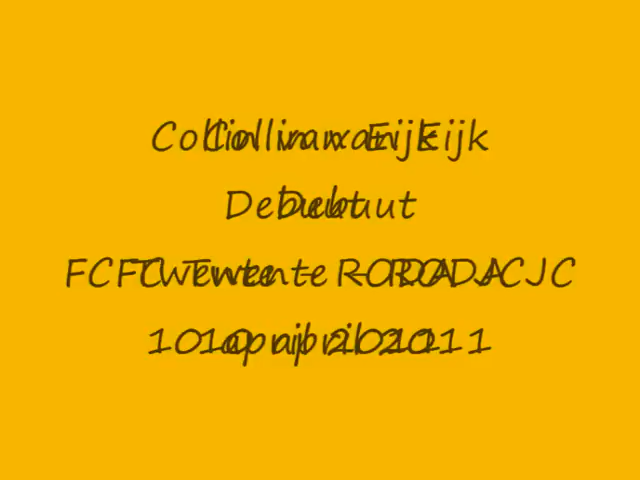 Collin van Eijk
Debuut
FC Twente - RODA JC
10 april 2011